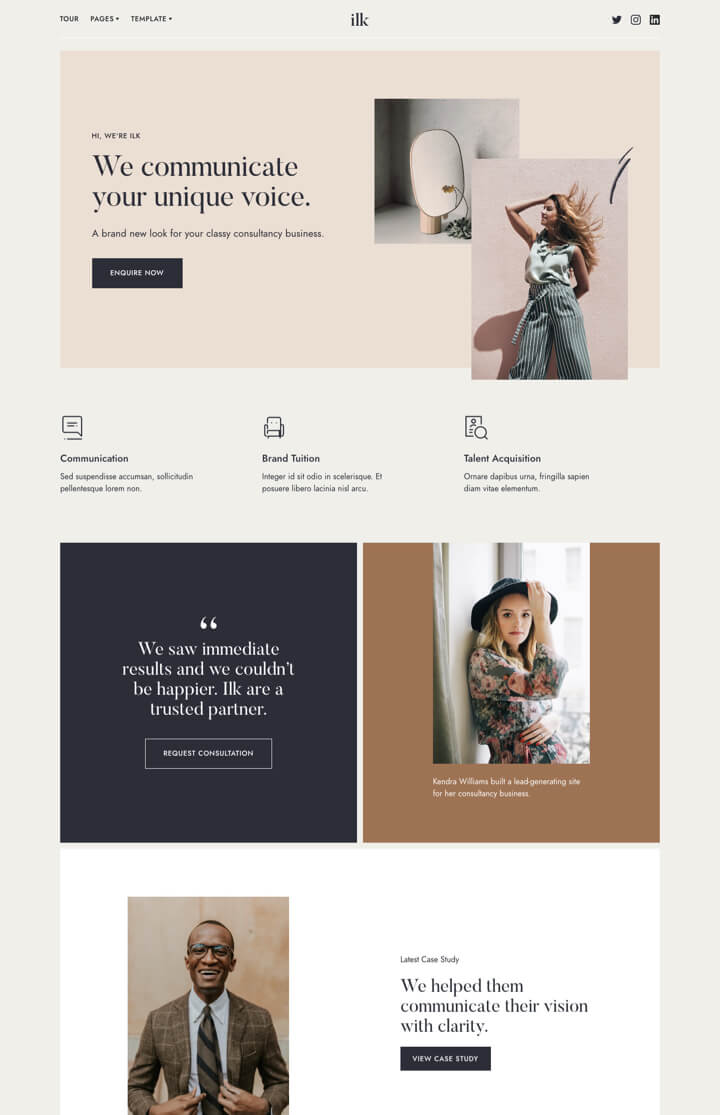 TOUR PAGES TEMPLATE
ilk
HI, WE'RE ILK
We communicate
your unique voice.
A brand new look for your classy consultancy business.
ENQUIRE NOW
Communication
Sed suspendisse accumsan, sollicitudin
pellentesque lorem non.
Brand Tuition
Integer id sit odio in scelerisque. Et
posuere libero lacinia nisl arcu.
Talent Acquisition
Ornare dapibus urna, fringilla sapien
diam vitae elementum.
“
We saw immediate
results and we couldn’t
be happier. Ilk are a
trusted partner.
REQUEST CONSULTATION
Kendra Williams built a lead-generating site
for her consultancy business.
Latest Case Study
We helped them
communicate their vision
with clarity.
VIEW CASE STUDY